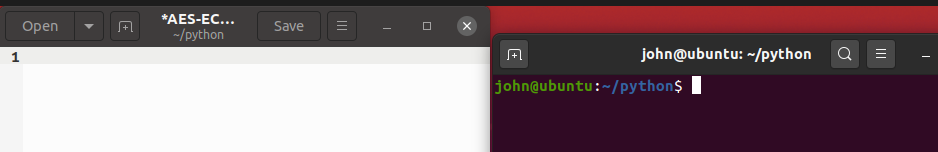 Open
*AES-EC...
~/python
Save
1
john@ubuntu: ~/python
john@ubuntu:~/python$